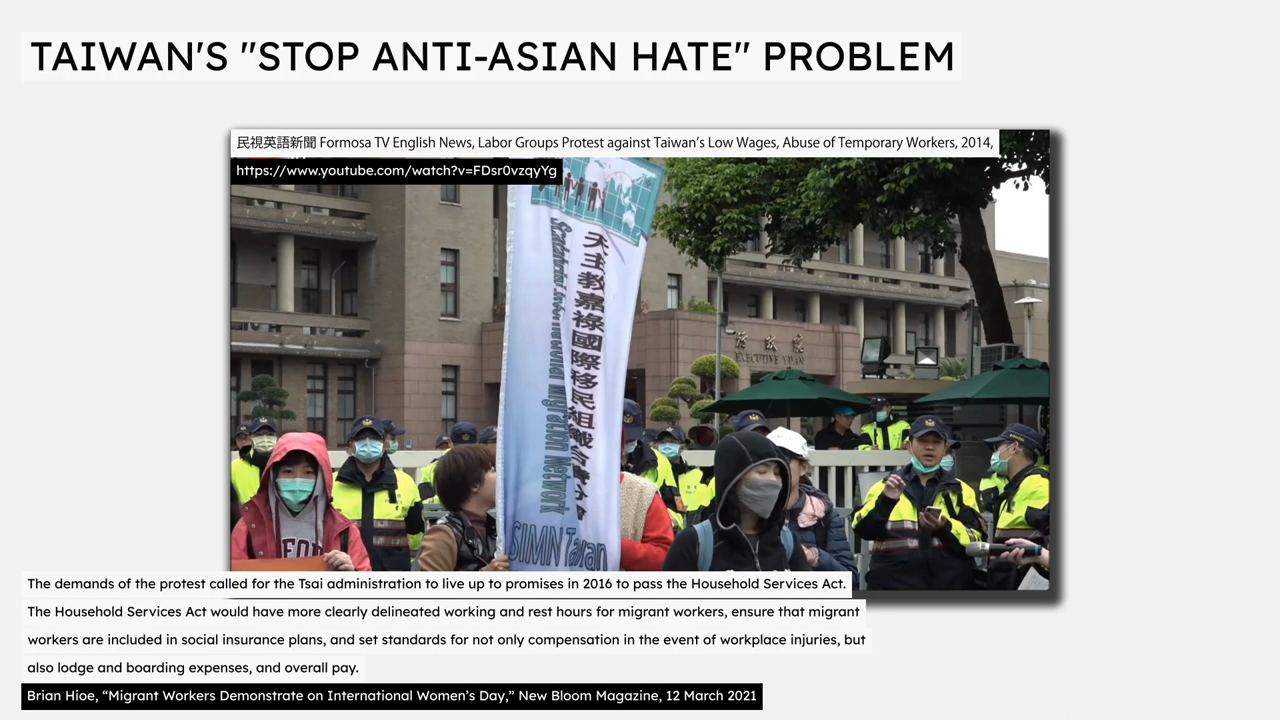 TAIWAN'S "STOP ANTI-ASIAN HATE" PROBLEM
民視英語新聞 Formosa TV English News, Labor Groups Protest against Taiwan's Low Wages, Abuse of Temporary Workers, 2014,
https://www.youtube.com/watch?v=FDsr0vzqyYg
天主教嘉祿國際移民組織台灣分會
Scalabrini International Migration Network
SIMN Taiwan
行政院
EXECUTIVE YUAN
The demands of the protest called for the Tsai administration to live up to promises in 2016 to pass the Household Services Act.
The Household Services Act would have more clearly delineated working and rest hours for migrant workers, ensure that migrant
workers are included in social insurance plans, and set standards for not only compensation in the event of workplace injuries, but
also lodge and boarding expenses, and overall pay.
Brian Hioe, “Migrant Workers Demonstrate on International Women’s Day,” New Bloom Magazine, 12 March 2021